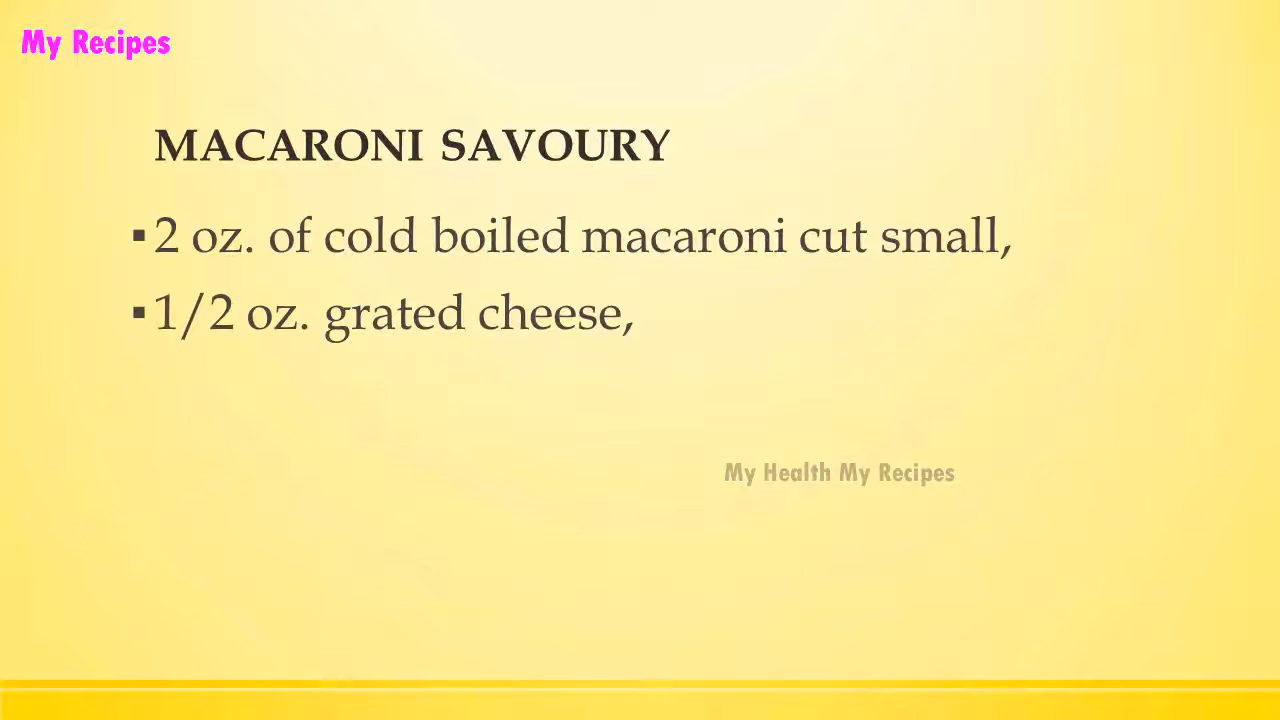 My Recipes
MACARONI SAVOURY
▪2 oz. of cold boiled macaroni cut small,
▪1/2 oz. grated cheese,
My Health My Recipes